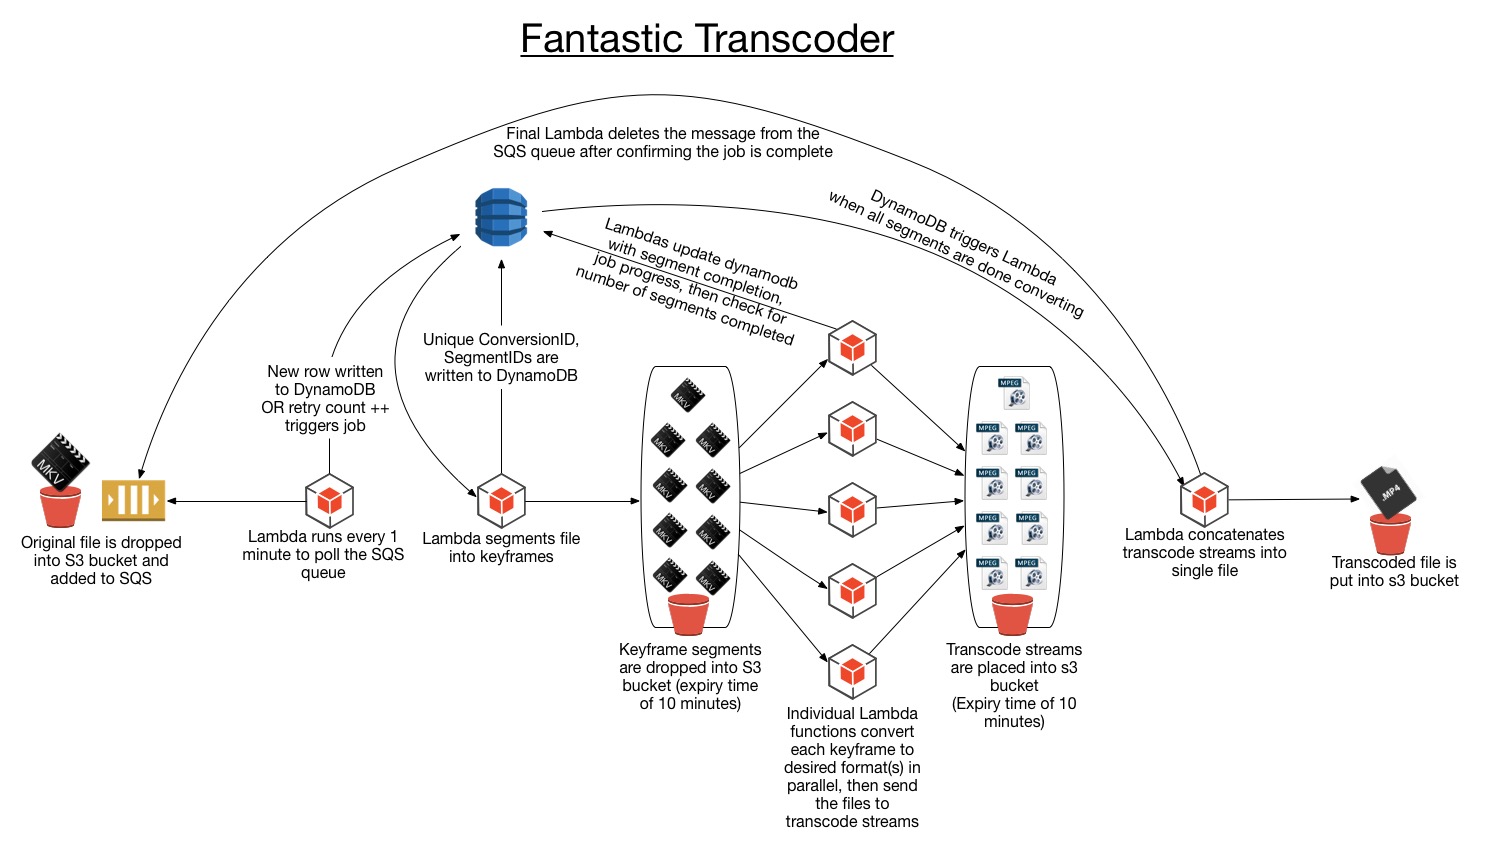 Fantastic Transcoder
Final Lambda deletes the message from the
SQS queue after confirming the job is complete
DynamoDB triggers Lambda
when all segments are done converting
Lambdas update dynamodb
with segment completion,
job progress, then check for
number of segments completed
Unique ConversionID,
SegmentIDs are
written to DynamoDB
New row written
to DynamoDB
OR retry count ++
triggers job
MKV
Original file is dropped
into S3 bucket and
added to SQS
Lambda runs every 1
minute to poll the SQS
queue
Lambda segments file
into keyframes
MKV
MKV
MKV
MKV
MKV
MKV
MKV
MKV
MKV
Keyframe segments
are dropped into S3
bucket (expiry time
of 10 minutes)
Individual Lambda
functions convert
each keyframe to
desired format(s) in
parallel, then send
the files to
transcode streams
MPEG
MPEG
MPEG
MPEG
MPEG
MPEG
MPEG
MPEG
MPEG
Transcode streams
are placed into s3
bucket
(Expiry time of 10
minutes)
Lambda concatenates
transcode streams into
single file
.MP4
Transcoded file is
put into s3 bucket